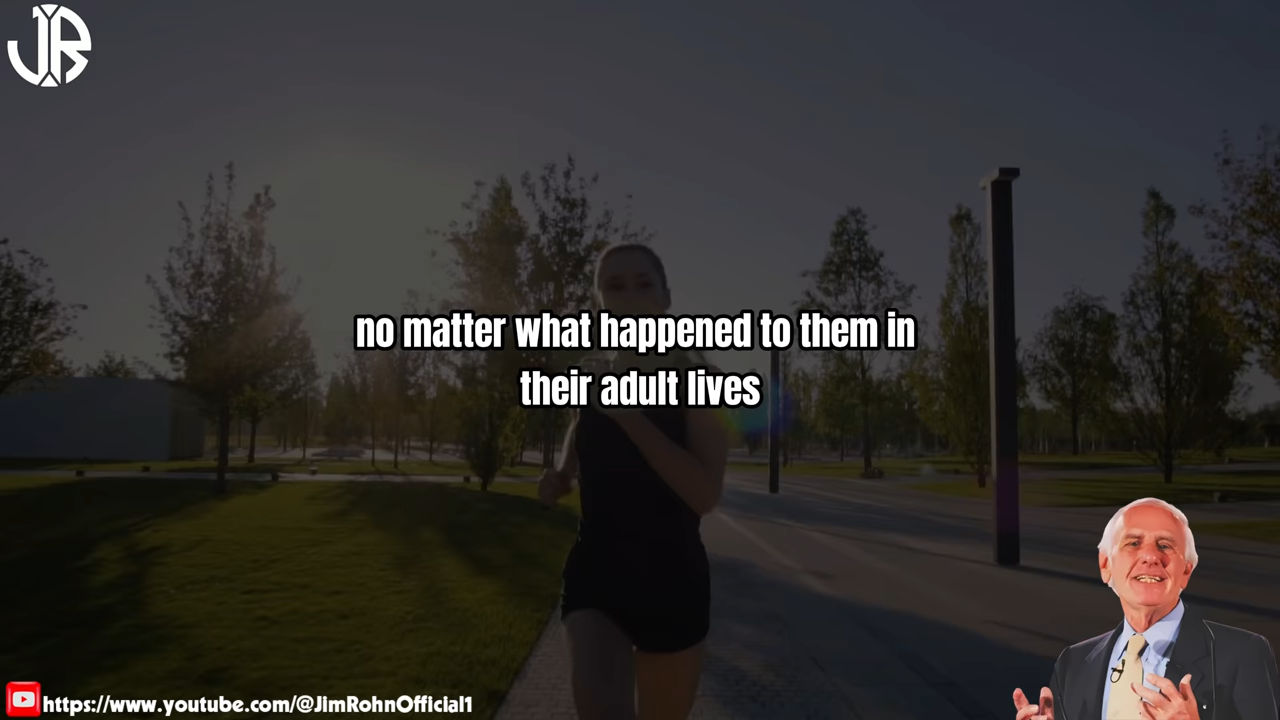 JR
no matter what happened to them in
their adult lives
https://www.youtube.com/@JimRohnOfficial1